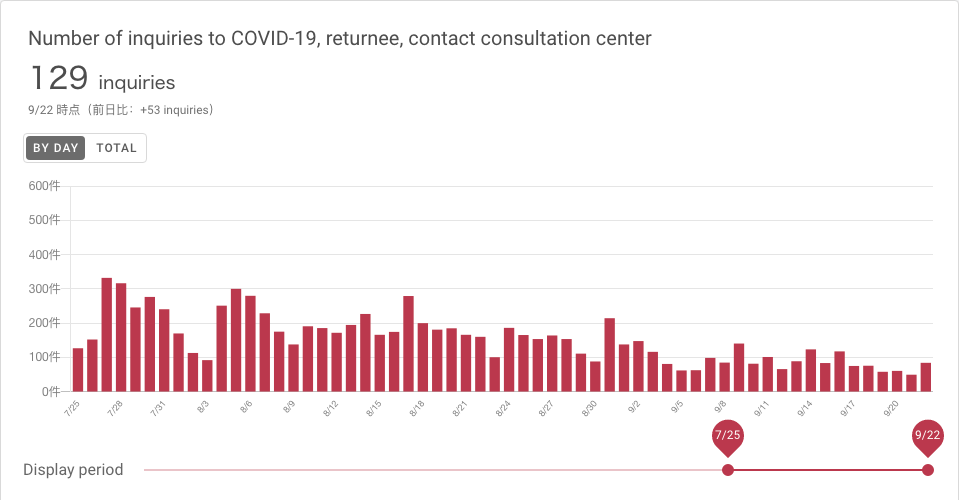 Number of inquiries to COVID-19, returnee, contact consultation center
129 inquiries
9/22 時点（前日比：+53 inquiries）
BY DAY TOTAL
600件
500件
400件
300件
200件
100件
0件
7/25 7/28 7/31 8/3 8/6 8/9 8/12 8/15 8/18 8/21 8/24 8/27 8/30 9/2 9/5 9/8 9/11 9/14 9/17 9/20
7/25 9/22
Display period